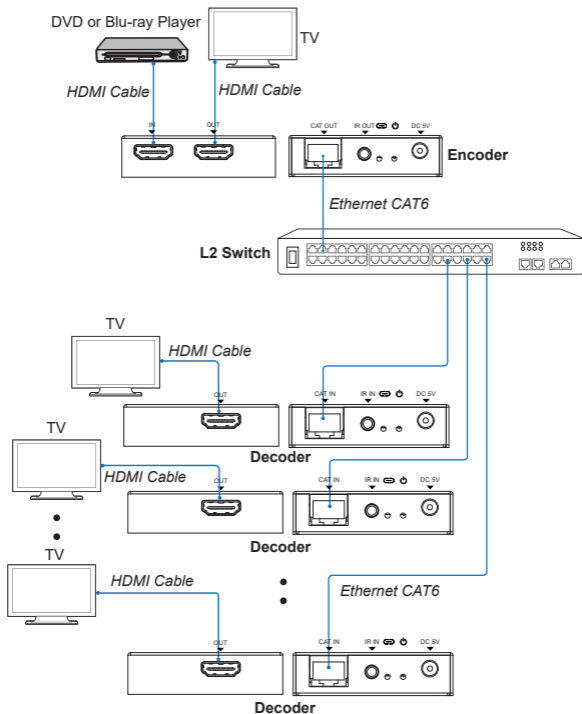 DVD or Blu-ray Player
TV
HDMI Cable
HDMI Cable
IN
OUT
CAT OUT
IR OUT
DC 5V
Encoder
Ethernet CAT6
L2 Switch
TV
HDMI Cable
OUT
CAT IN
IR IN
DC 5V
Decoder
TV
HDMI Cable
OUT
CAT IN
IR IN
DC 5V
Decoder
TV
HDMI Cable
Ethernet CAT6
OUT
CAT IN
IR IN
DC 5V
Decoder